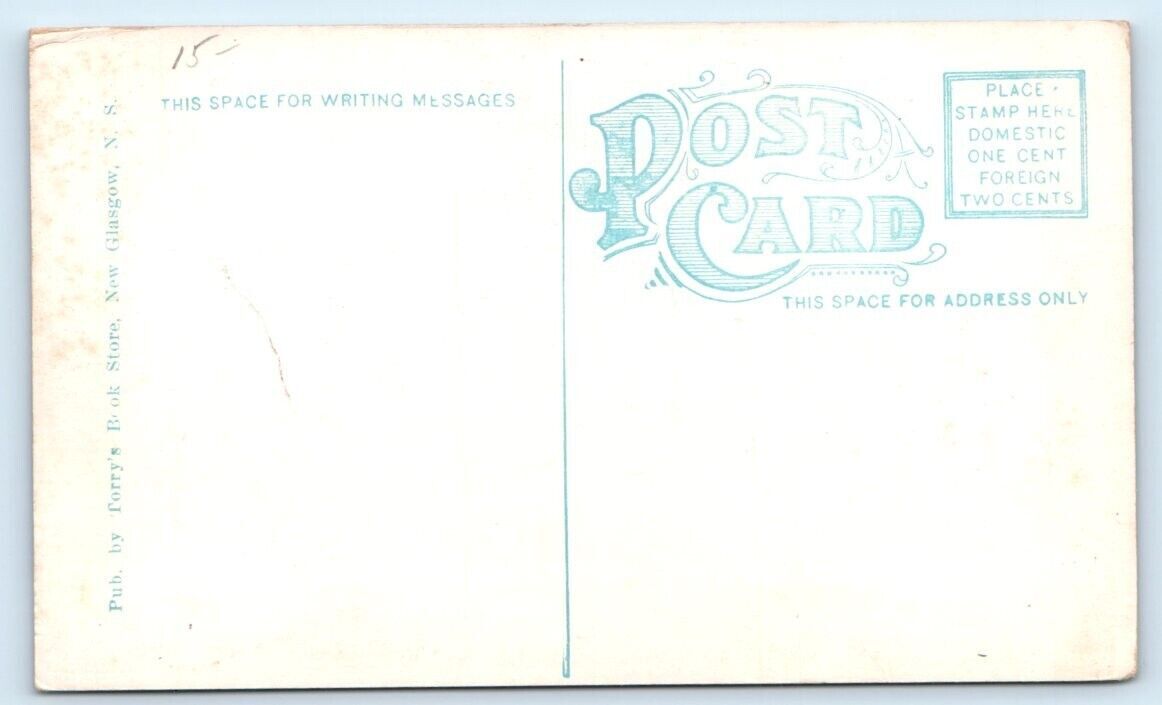 15-
THIS SPACE FOR WRITING MESSAGES
POST
CARD
PLACE
STAMP HERE
DOMESTIC
ONE CENT
FOREIGN
TWO CENTS
THIS SPACE FOR ADDRESS ONLY
Pub. by Torry's Book Store, New Glasgow, N. S.